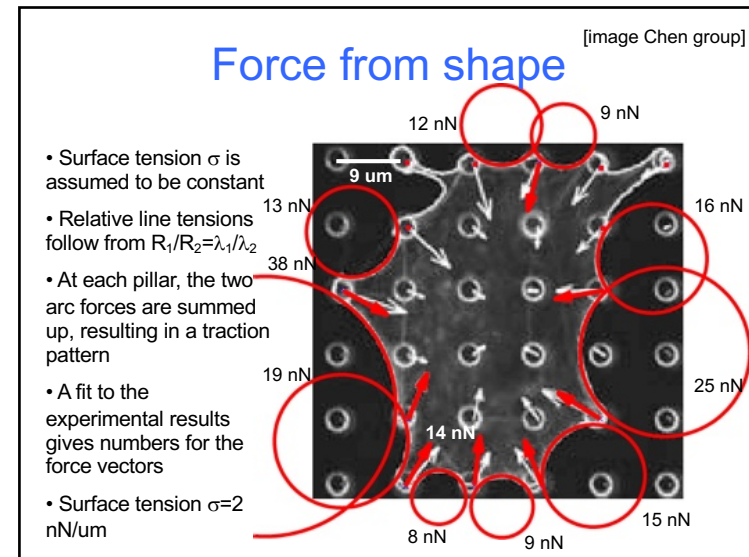 [image Chen group]
Force from shape
• Surface tension σ is
assumed to be constant
• Relative line tensions
follow from R₁/R₂=λ₁/λ₂
• At each pillar, the two
arc forces are summed
up, resulting in a traction
pattern
• A fit to the
experimental results
gives numbers for the
force vectors
• Surface tension σ=2
nN/um
12 nN
9 nN
9 um
13 nN
16 nN
38 nN
19 nN
25 nN
14 nN
8 nN
9 nN
15 nN